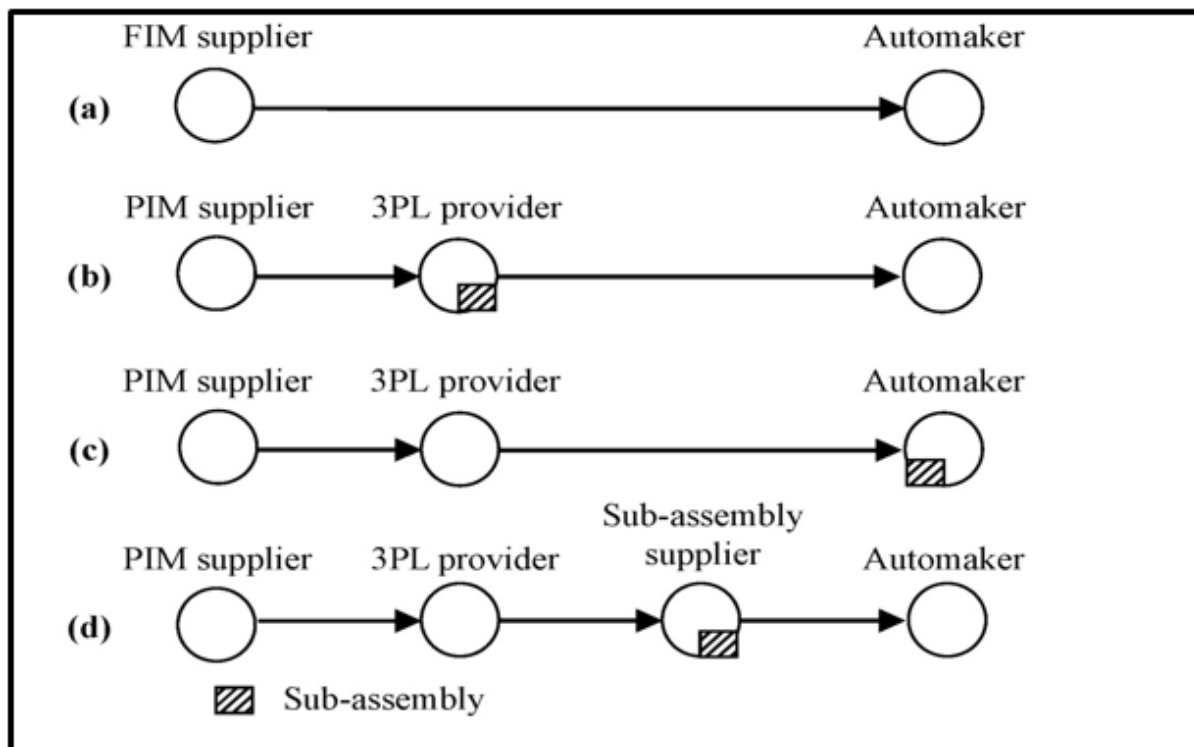 FIM supplier Automaker
(a)
PIM supplier 3PL provider Automaker
(b)
PIM supplier 3PL provider Automaker
(c)
Sub-assembly
supplier
PIM supplier 3PL provider Automaker
(d)
Sub-assembly